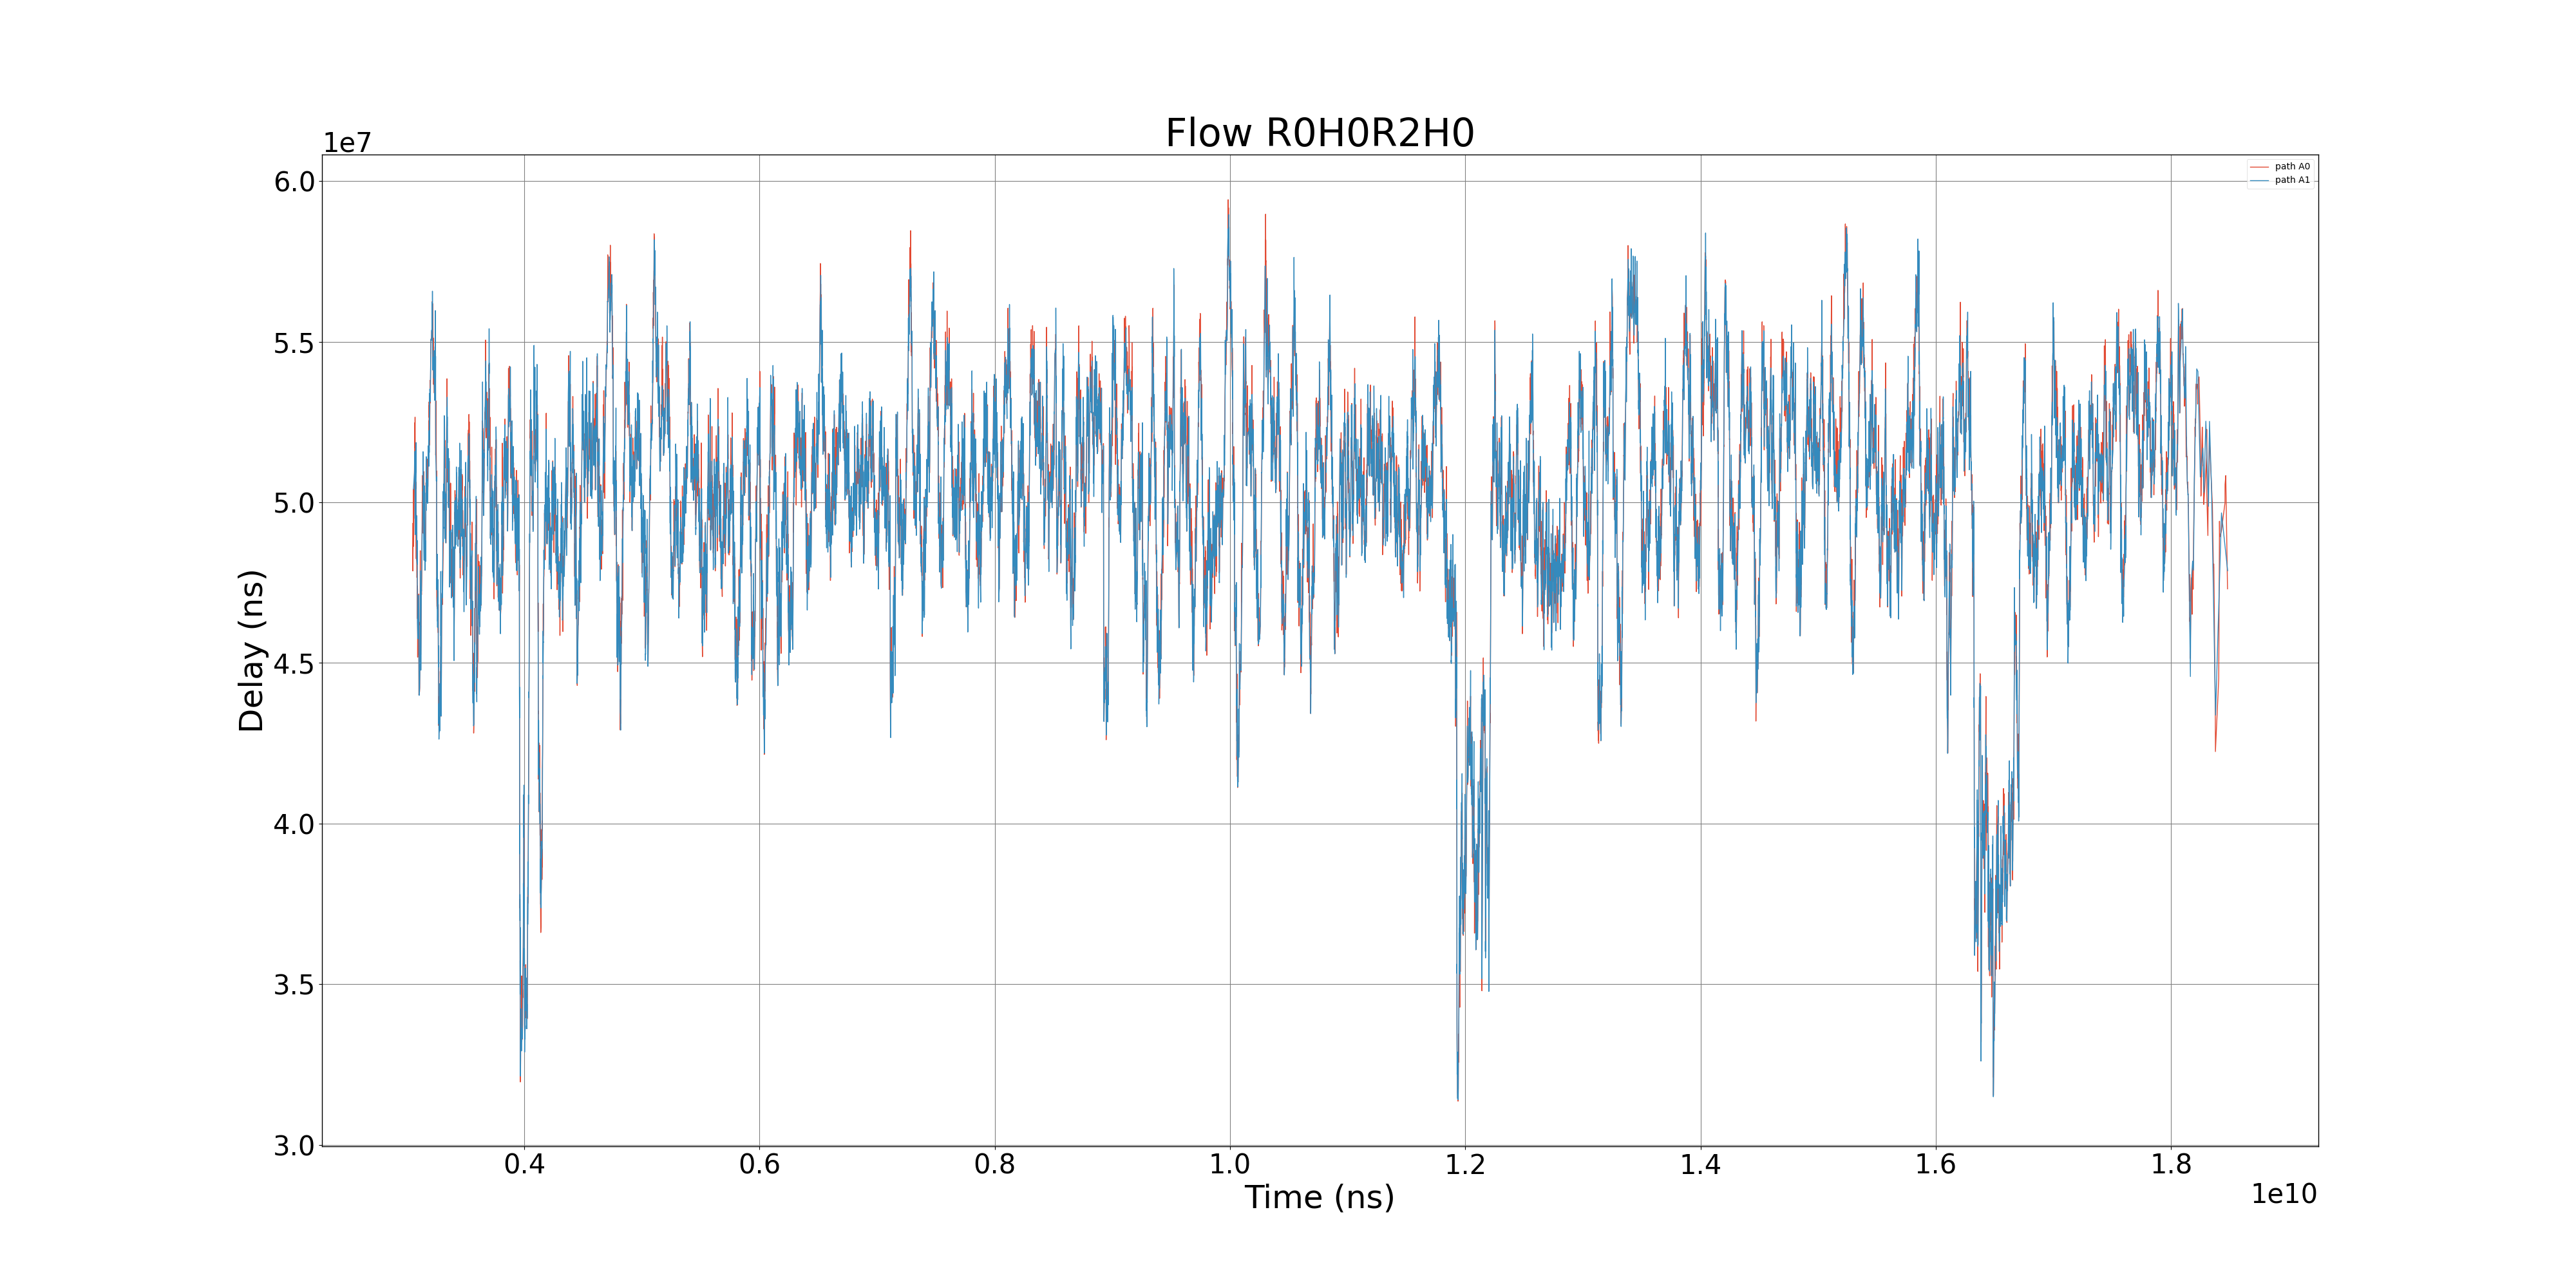 Flow R0H0R2H0
1e7
path A0
path A1
6.0
5.5
5.0
4.5
4.0
3.5
3.0
Delay (ns)
0.4 0.6 0.8 1.0 1.2 1.4 1.6 1.8
Time (ns)
1e10